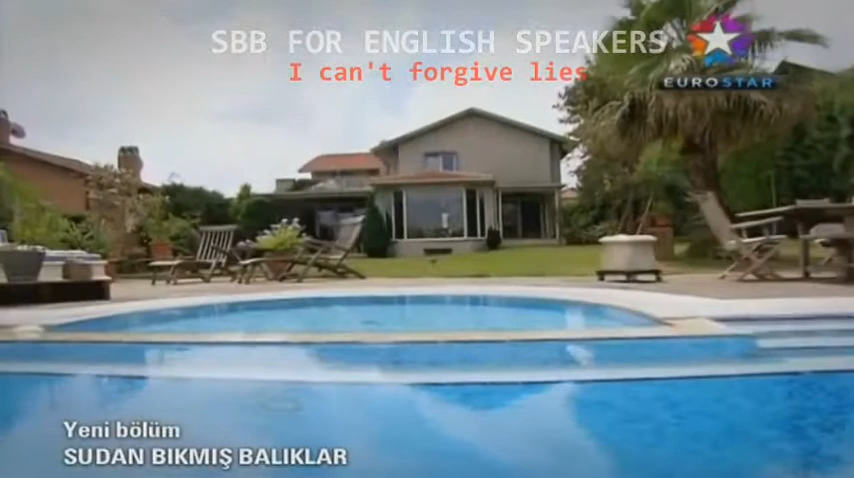 SBB FOR ENGLISH SPEAKERS
I can't forgive lies
EUROSTAR
Yeni bölüm
SUDAN BIKMIŞ BALIKLAR